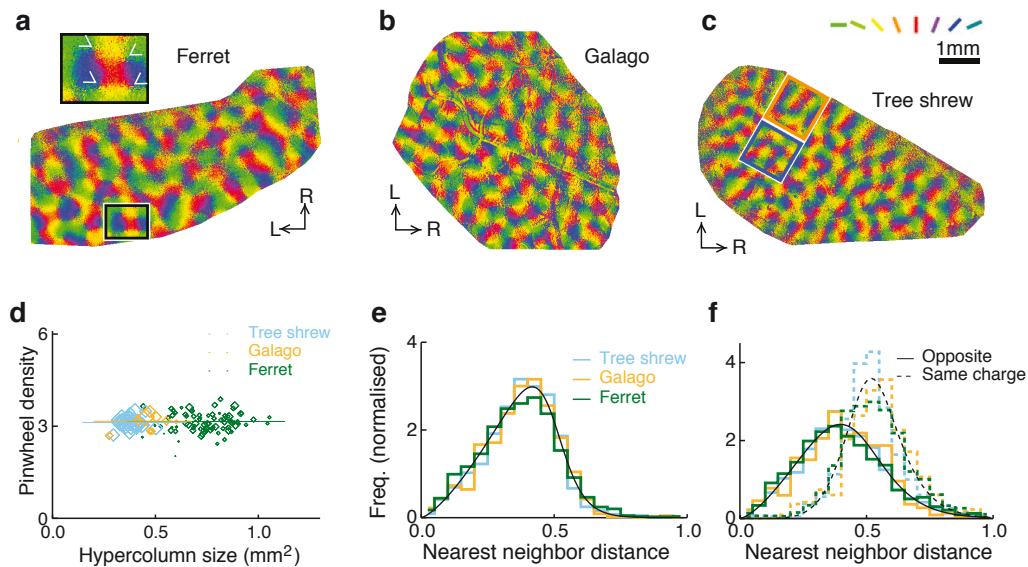 a
Ferret
R
L
b
Galago
L
R
c
1mm
Tree shrew
L
R
d
Pinwheel density
6
3
0
0.0
0.5
1.0
Hypercolumn size (mm²)
Tree shrew
Galago
Ferret
e
Freq. (normalised)
4
2
0
0.0
0.5
1.0
Nearest neighbor distance
Tree shrew
Galago
Ferret
f
4
2
0
0.0
0.5
1.0
Nearest neighbor distance
Opposite
Same charge